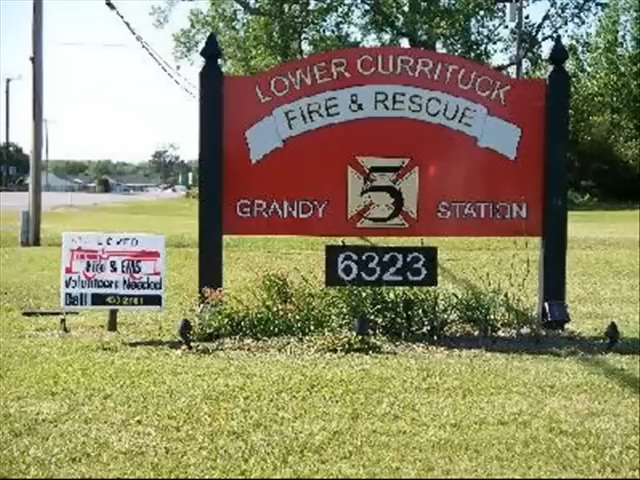 LOWER CURRITUCK
FIRE & RESCUE
GRANDY 5 STATION
6323
Fire & EMS
Volunteers Needed
Call